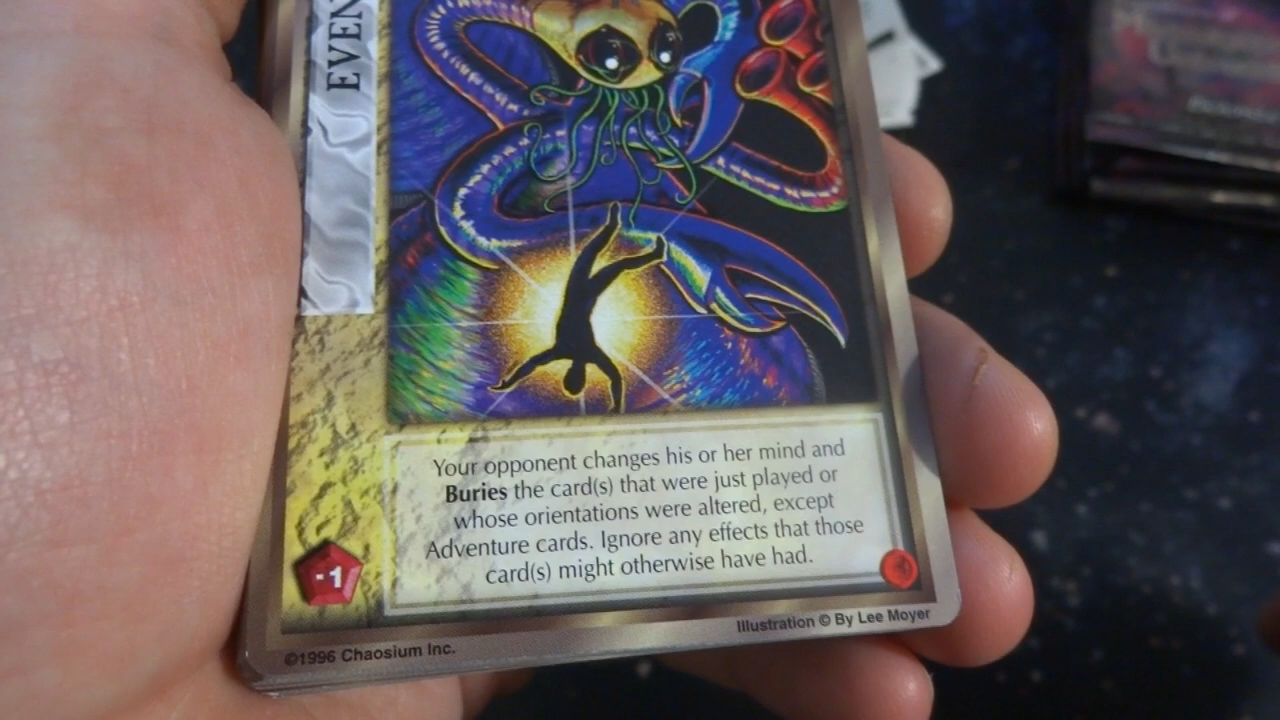 EVEN
Your opponent changes his or her mind and
Buries the card(s) that were just played or
whose orientations were altered, except
Adventure cards. Ignore any effects that those
card(s) might otherwise have had.
-1
Illustration © By Lee Moyer
©1996 Chaosium Inc.